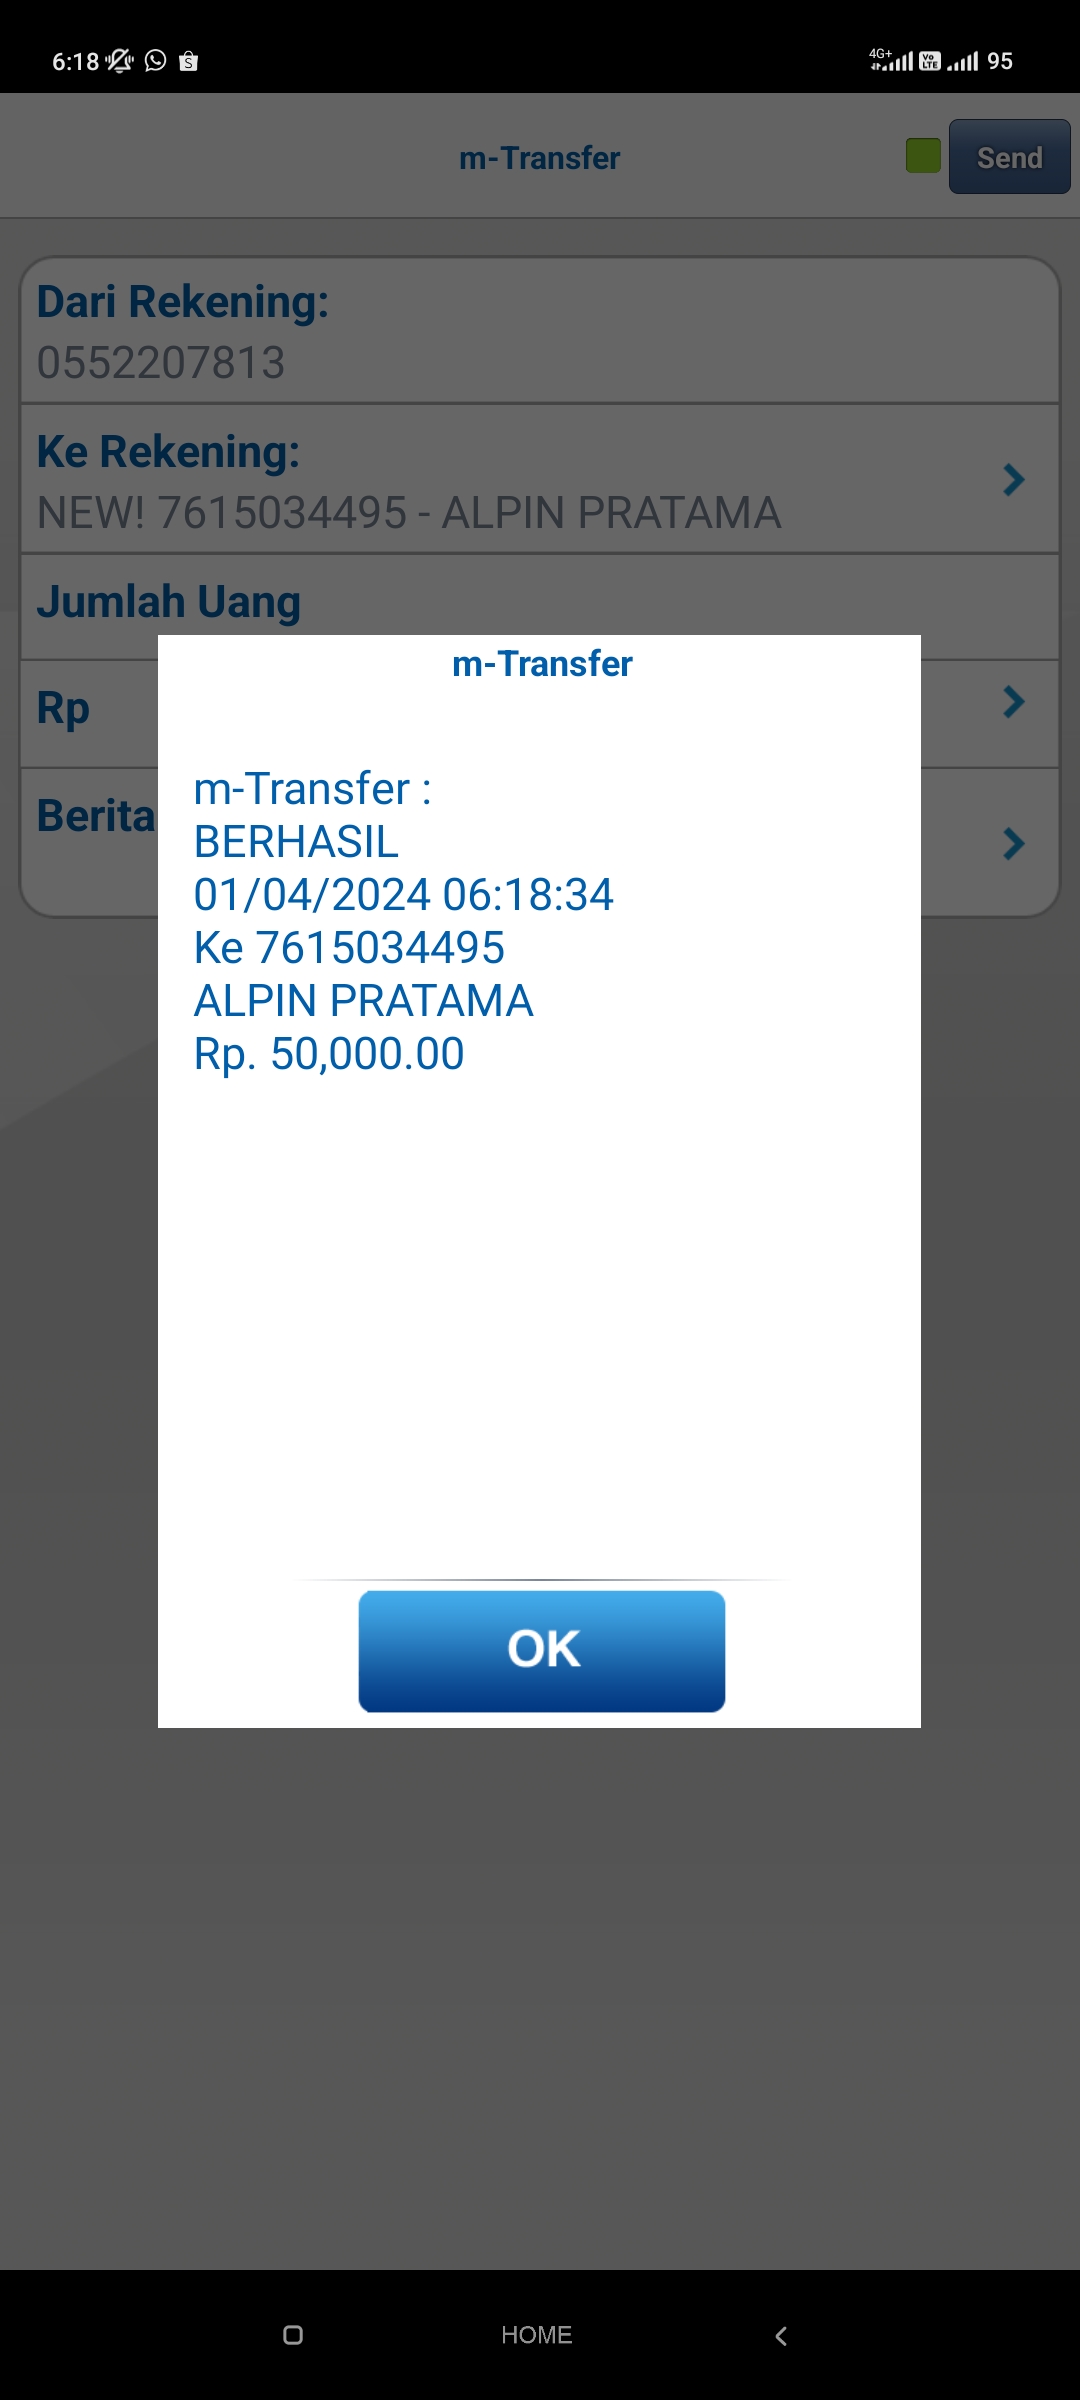 6:18
4G+ Vo LTE 95
m-Transfer
Send
Dari Rekening:
0552207813
Ke Rekening:
NEW! 7615034495 - ALPIN PRATAMA
Jumlah Uang
Rp
Berita
m-Transfer
m-Transfer :
BERHASIL
01/04/2024 06:18:34
Ke 7615034495
ALPIN PRATAMA
Rp. 50,000.00
OK
HOME